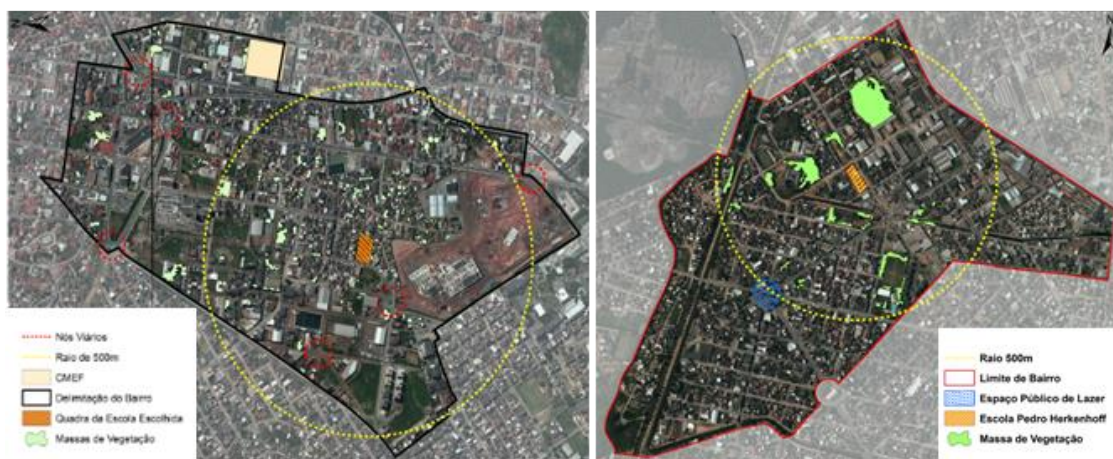 Nós Viários
Raio de 500m
CMEF
Delimitação do Bairro
Quadra da Escola Escolhida
Massas de Vegetação
Raio 500m
Limite de Bairro
Espaço Público de Lazer
Escola Pedro Herkenhoff
Massa de Vegetação